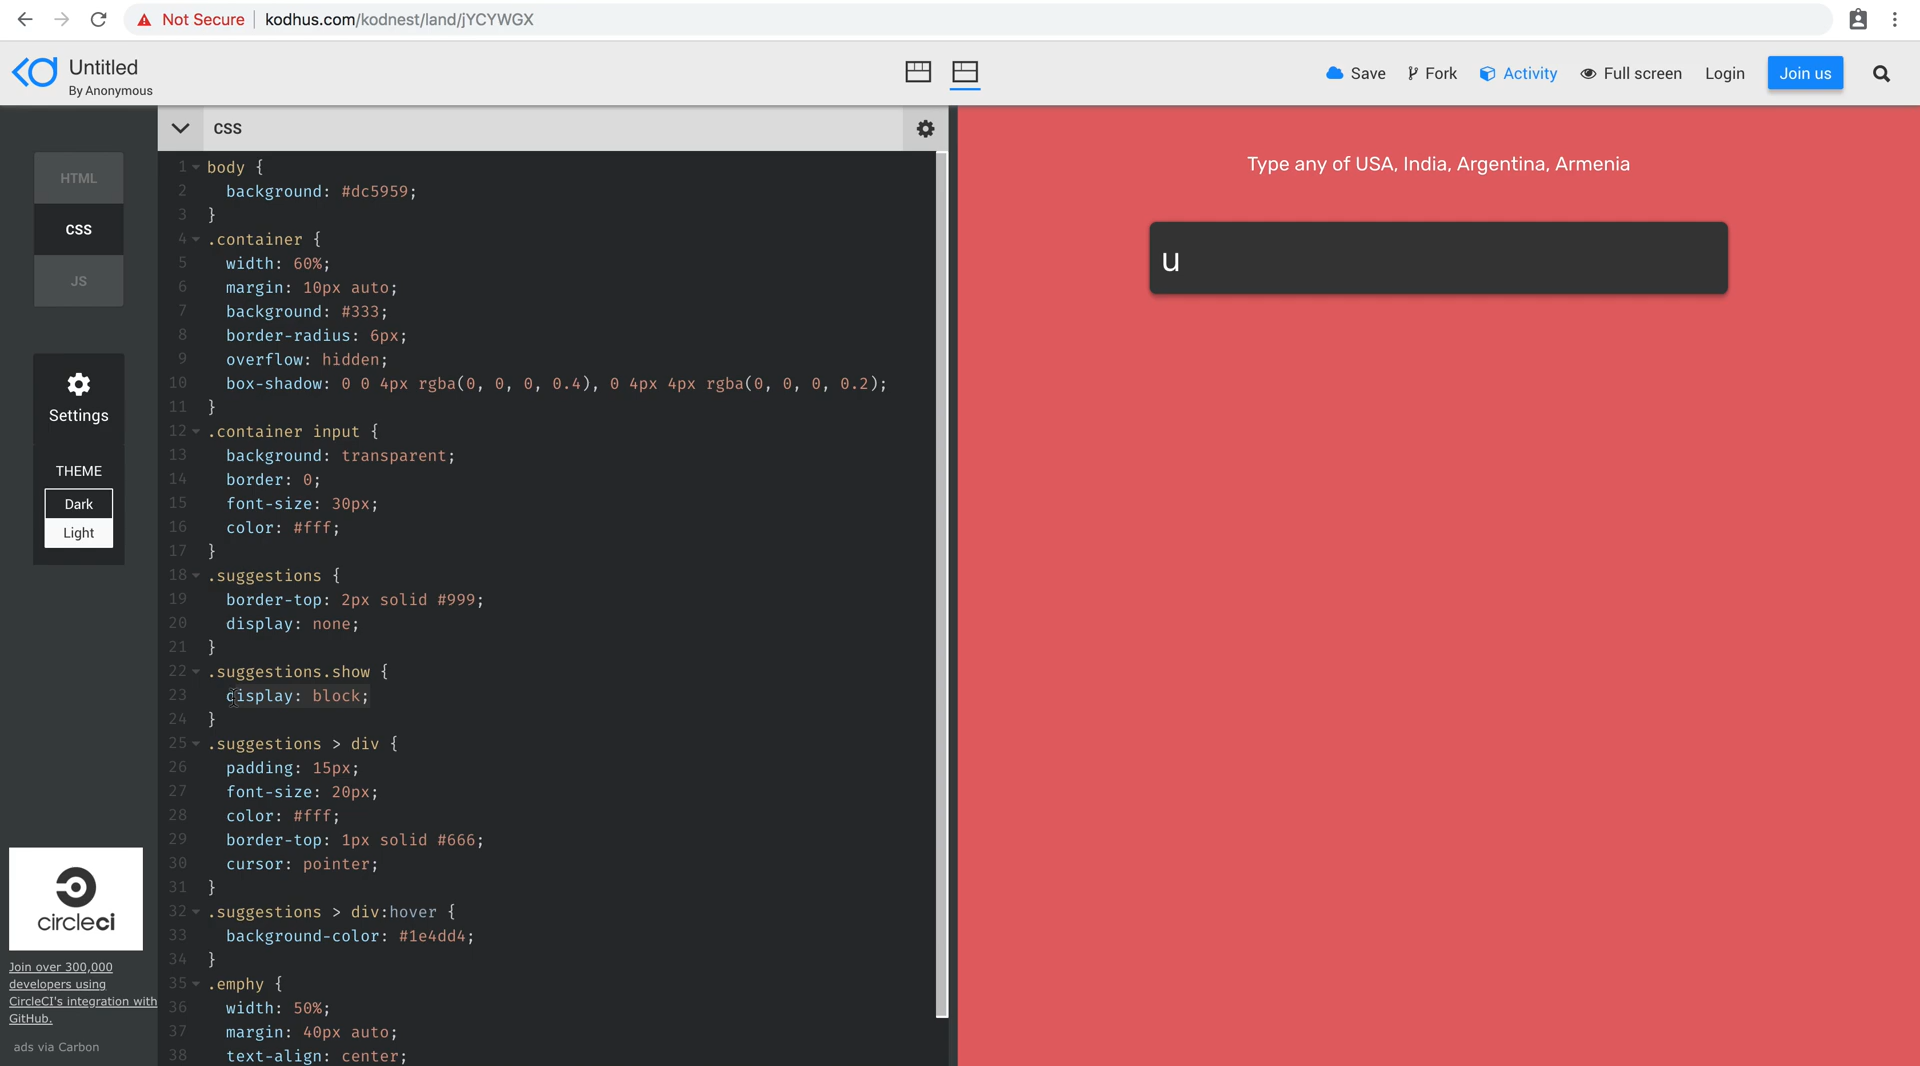 Not Secure kodhus.com/kodnest/land/jYCYWGX
Untitled
By Anonymous
Save
Fork
Activity
Full screen
Login
Join us
HTML
CSS
JS
Settings
THEME
Dark
Light
circleci
Join over 300,000
developers using
CircleCI's integration with
GitHub.
ads via Carbon
CSS
1 body {
2 background: #dc5959;
3 }
4 .container {
5 width: 60%;
6 margin: 10px auto;
7 background: #333;
8 border-radius: 6px;
9 overflow: hidden;
10 box-shadow: 0 0 4px rgba(0, 0, 0, 0.4), 0 4px 4px rgba(0, 0, 0, 0.2);
11 }
12 .container input {
13 background: transparent;
14 border: 0;
15 font-size: 30px;
16 color: #fff;
17 }
18 .suggestions {
19 border-top: 2px solid #999;
20 display: none;
21 }
22 .suggestions.show {
23 display: block;
24 }
25 .suggestions > div {
26 padding: 15px;
27 font-size: 20px;
28 color: #fff;
29 border-top: 1px solid #666;
30 cursor: pointer;
31 }
32 .suggestions > div:hover {
33 background-color: #1e4dd4;
34 }
35 .emphy {
36 width: 50%;
37 margin: 40px auto;
38 text-align: center;
Type any of USA, India, Argentina, Armenia
u